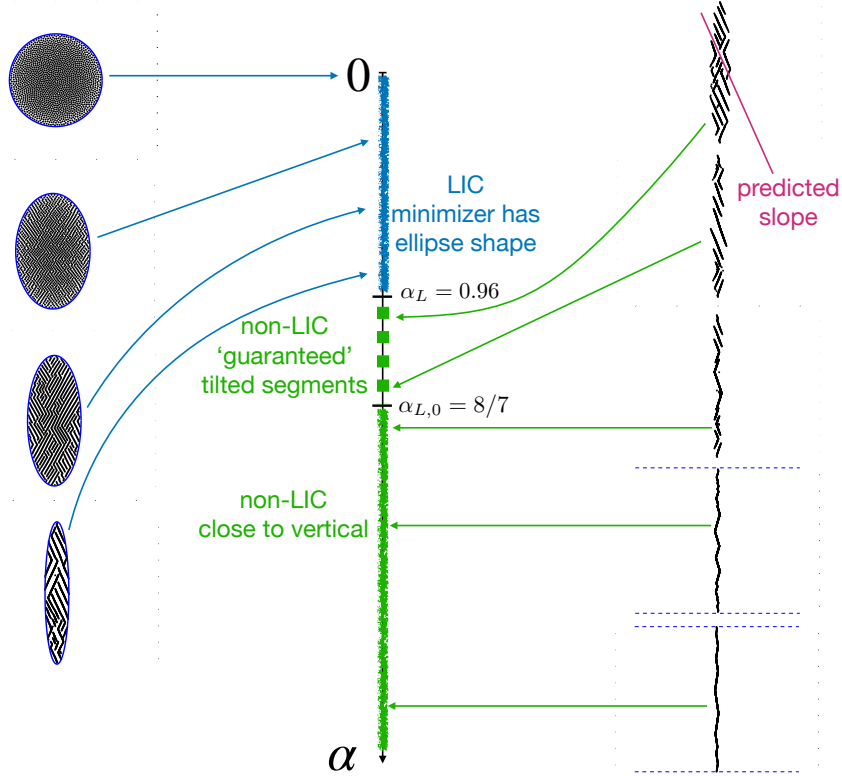 0
LIC
minimizer has
ellipse shape
predicted
slope
α_L = 0.96
non-LIC
‘guaranteed’
tilted segments
α_{L,0} = 8/7
non-LIC
close to vertical
α